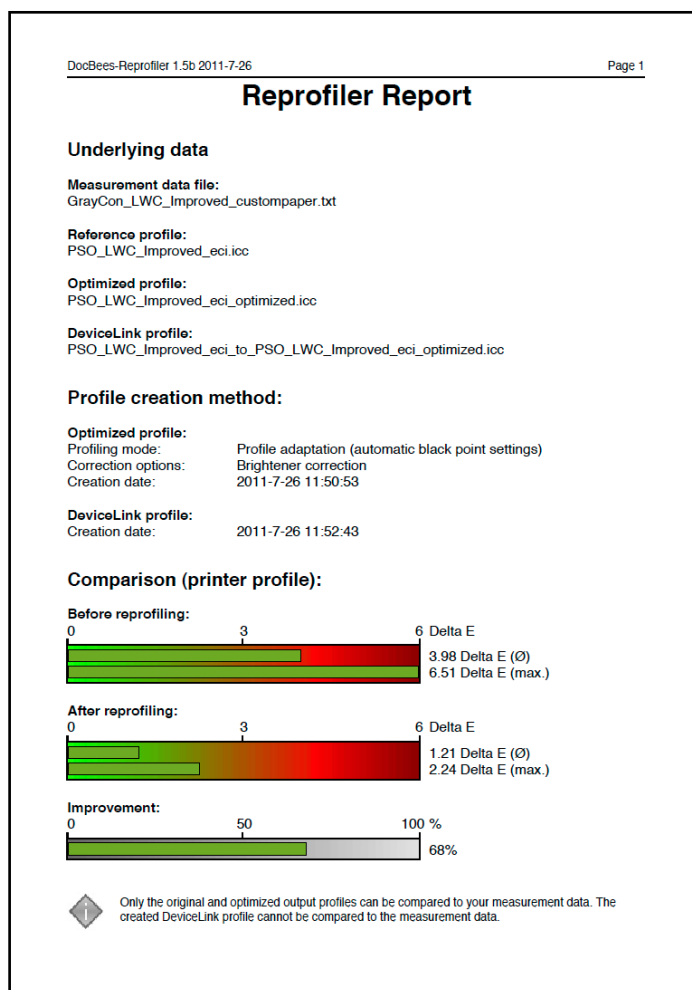 DocBees-Reprofiler 1.5b 2011-7-26 Page 1
Reprofiler Report
Underlying data
Measurement data file:
GrayCon_LWC_Improved_custompaper.txt
Reference profile:
PSO_LWC_Improved_eci.icc
Optimized profile:
PSO_LWC_Improved_eci_optimized.icc
DeviceLink profile:
PSO_LWC_Improved_eci_to_PSO_LWC_Improved_eci_optimized.icc
Profile creation method:
Optimized profile:
Profiling mode: Profile adaptation (automatic black point settings)
Correction options: Brightener correction
Creation date: 2011-7-26 11:50:53
DeviceLink profile:
Creation date: 2011-7-26 11:52:43
Comparison (printer profile):
Before reprofiling:
0 3 6 Delta E
3.98 Delta E (Ø)
6.51 Delta E (max.)
After reprofiling:
0 3 6 Delta E
1.21 Delta E (Ø)
2.24 Delta E (max.)
Improvement:
0 50 100 %
68%
i
Only the original and optimized output profiles can be compared to your measurement data. The
created DeviceLink profile cannot be compared to the measurement data.